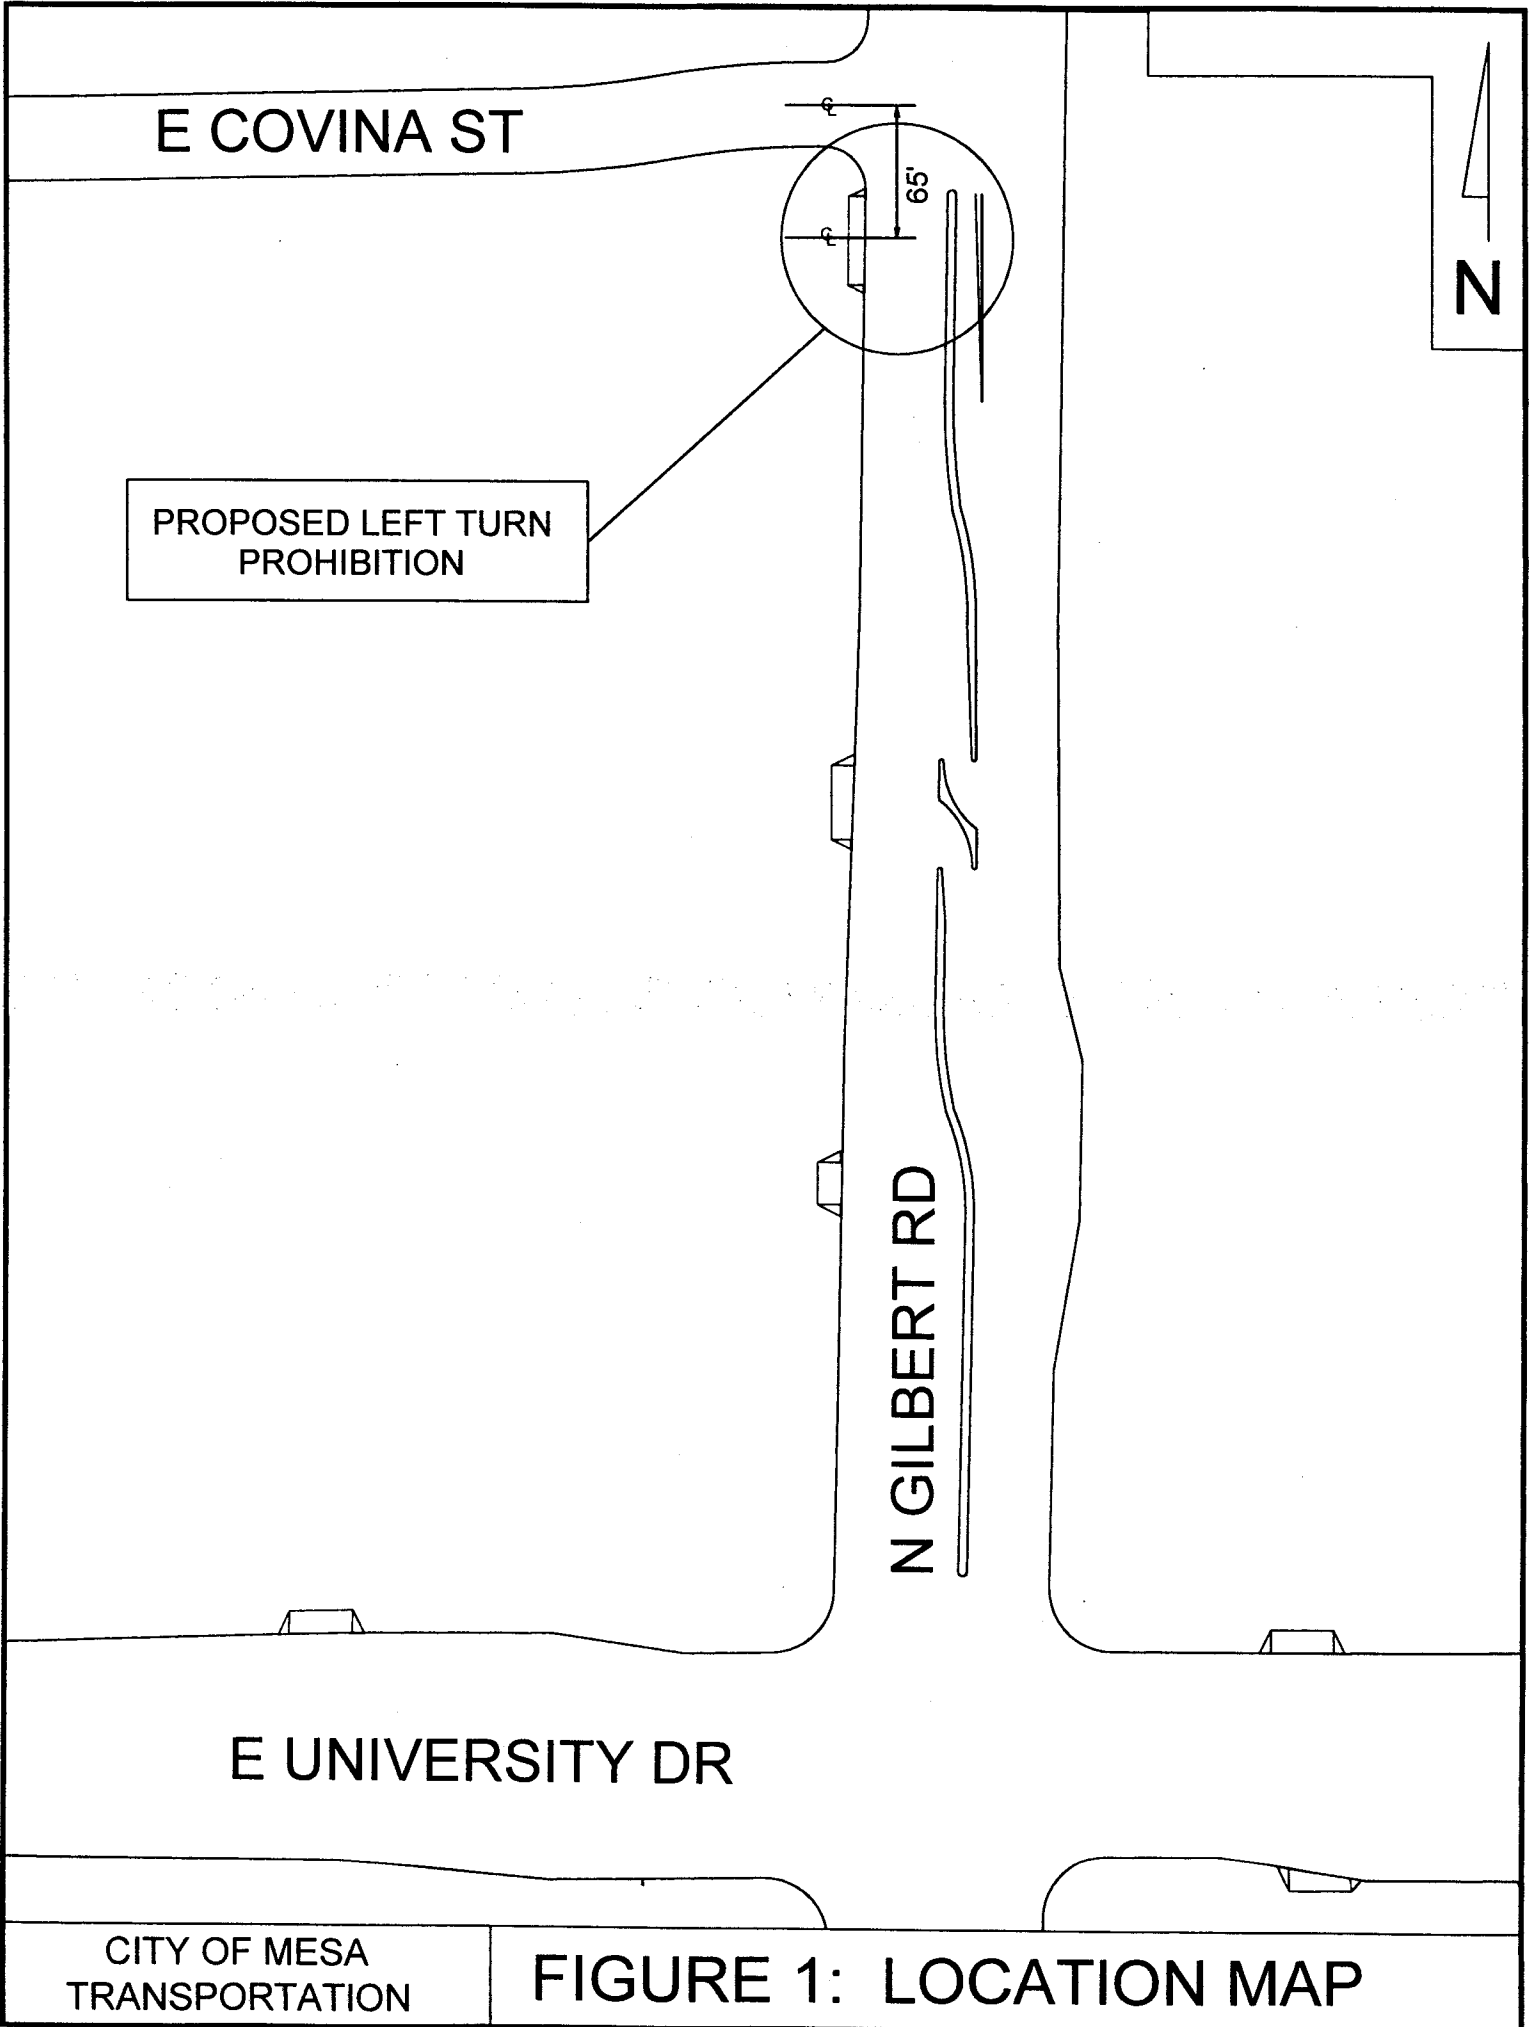 E COVINA ST
℄
65'
℄
N
PROPOSED LEFT TURN
PROHIBITION
N GILBERT RD
E UNIVERSITY DR
CITY OF MESA
TRANSPORTATION
FIGURE 1: LOCATION MAP